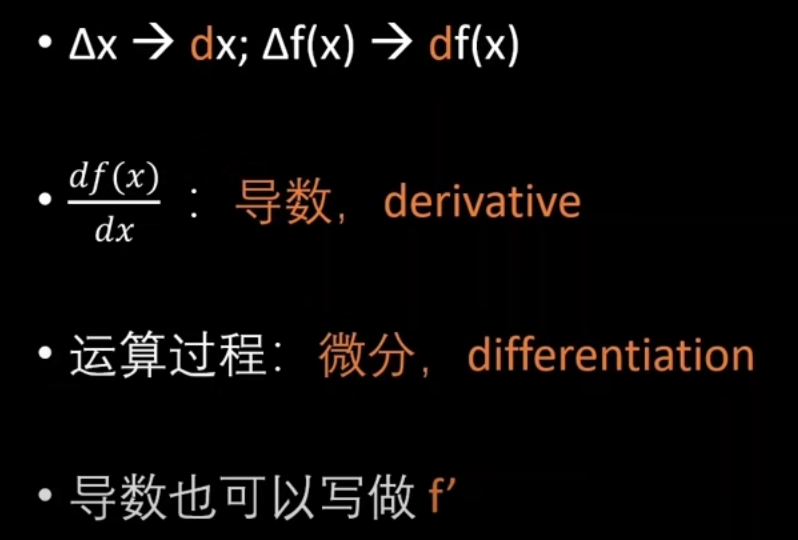 • Δx → dx; Δf(x) → df(x)
• df(x)/dx ：导数，derivative
• 运算过程：微分，differentiation
• 导数也可以写做 f’